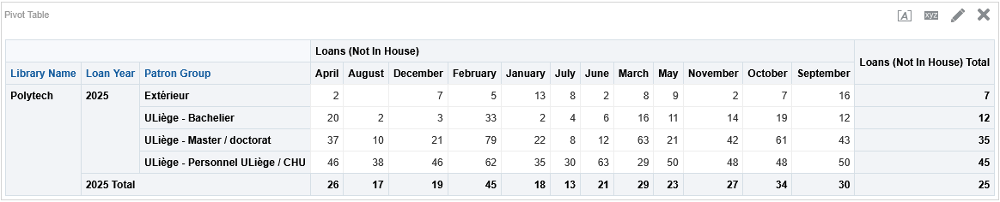 Pivot Table
[A] xyz
Loans (Not In House) Loans (Not In House) Total
Library Name Loan Year Patron Group April August December February January July June March May November October September
Polytech 2025 Extérieur 2 7 5 13 8 2 8 9 2 7 16 7
ULiège - Bachelier 20 2 3 33 2 4 6 16 11 14 19 12 12
ULiège - Master / doctorat 37 10 21 79 22 8 12 63 21 42 61 43 35
ULiège - Personnel ULiège / CHU 46 38 46 62 35 30 63 29 50 48 48 50 45
2025 Total 26 17 19 45 18 13 21 29 23 27 34 30 25